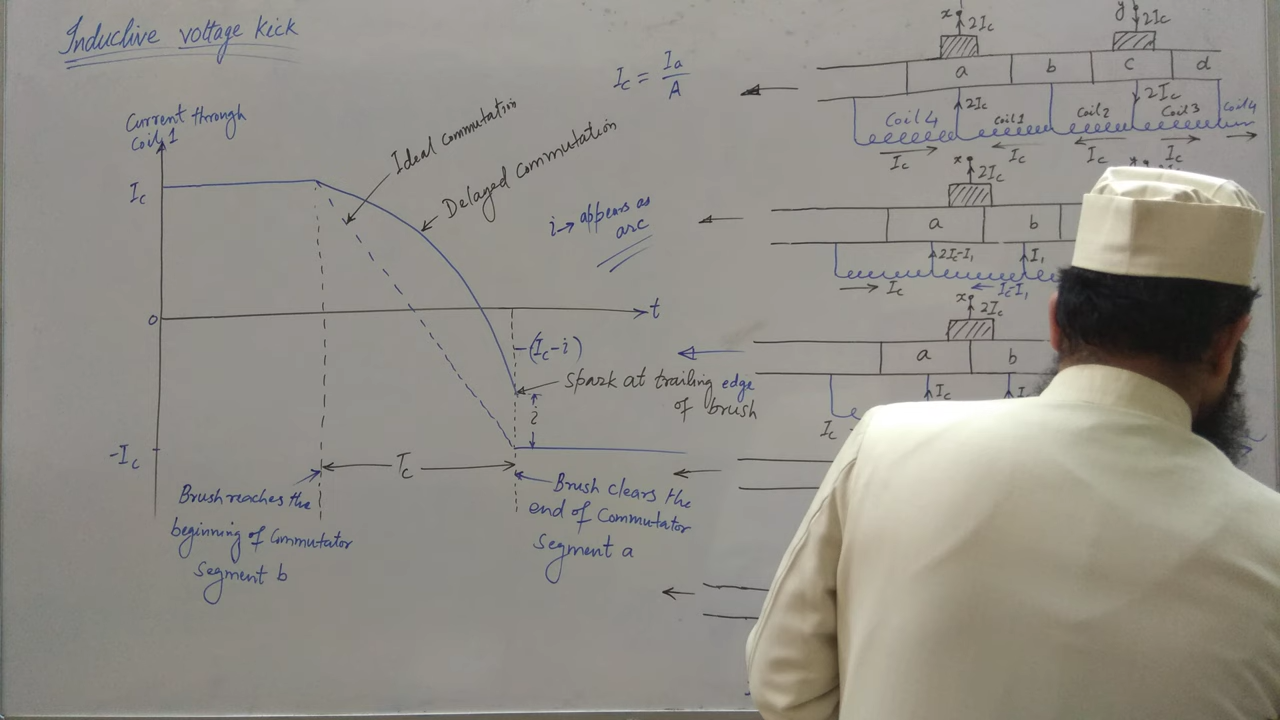 Inductive voltage kick
Current through
Coil 1
Ic
0
-Ic
t
Ideal commutation
Delayed commutation
-(Ic-i)
Spark at trailing edge
of brush
i
Tc
Brush reaches the
beginning of Commutator
Segment b
Brush clears the
end of Commutator
Segment a
Ic = Ia/A
i→ appears as
arc
x 2Ic y 2Ic
a b c d
2Ic 2Ic
Coil 4 Coil 1 Coil 2 Coil 3 Coil 4
Ic Ic Ic Ic
x 2Ic
a b
2Ic-I1 I1
Ic Ic-I1
x 2Ic
a b
Ic
Ic